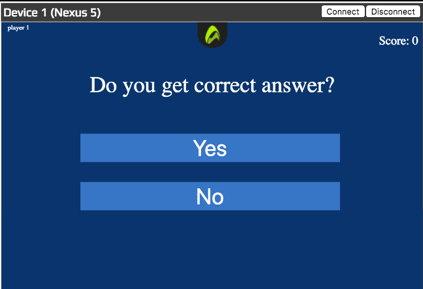 Device 1 (Nexus 5)
Connect
Disconnect
player 1
Score: 0
Do you get correct answer?
Yes
No